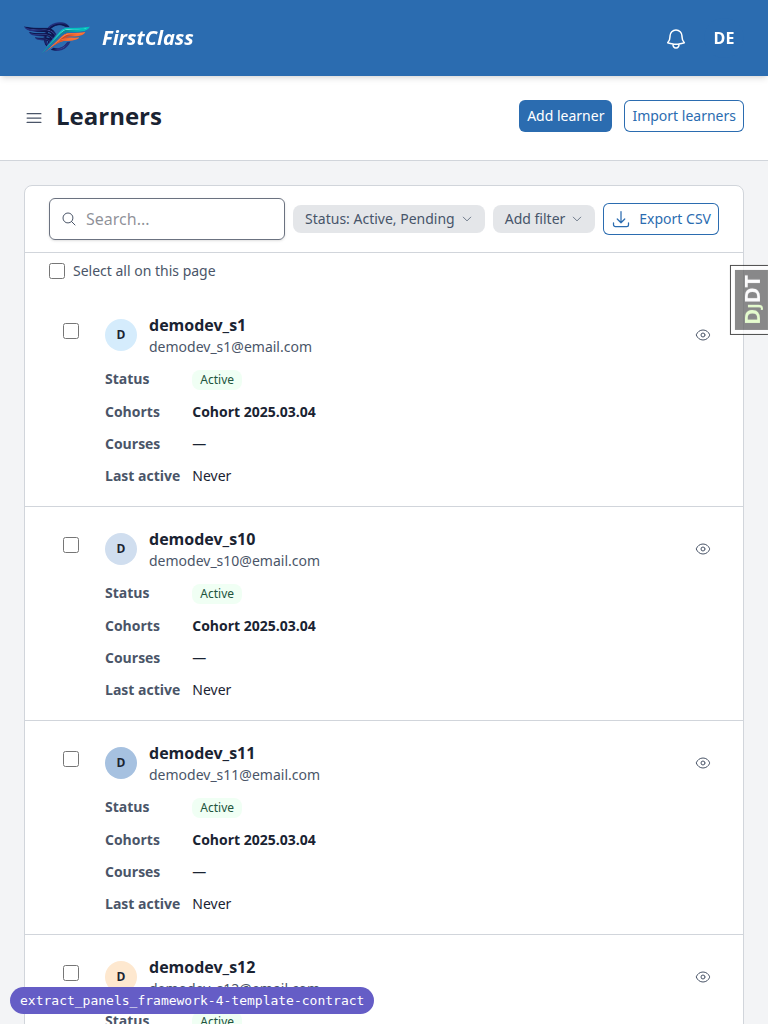 FirstClass
DE
Learners
Add learner
Import learners
Search...
Status: Active, Pending
Add filter
Export CSV
Select all on this page
DJDT
D
demodev_s1
demodev_s1@email.com
Status Active
Cohorts Cohort 2025.03.04
Courses —
Last active Never
D
demodev_s10
demodev_s10@email.com
Status Active
Cohorts Cohort 2025.03.04
Courses —
Last active Never
D
demodev_s11
demodev_s11@email.com
Status Active
Cohorts Cohort 2025.03.04
Courses —
Last active Never
D
demodev_s12
extract_panels_framework-4-template-contract
Status Active